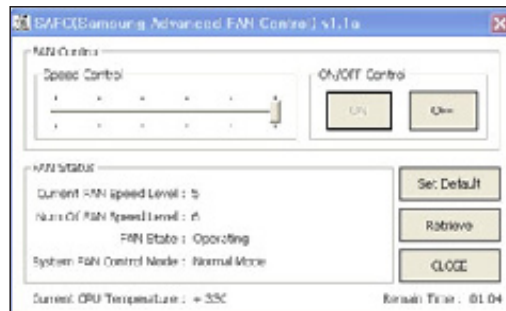 SAFC(Samsung Advanced FAN Control) v1.1a
FAN Control
Speed Control
ON/OFF Control
ON
OFF
FAN Status
Current FAN Speed Level : 5
Num Of FAN Speed Level : 6
FAN State : Operating
System FAN Control Mode : Normal Mode
Set Default
Retrieve
CLOSE
Current CPU Temperature :
Remain Time : 01:04